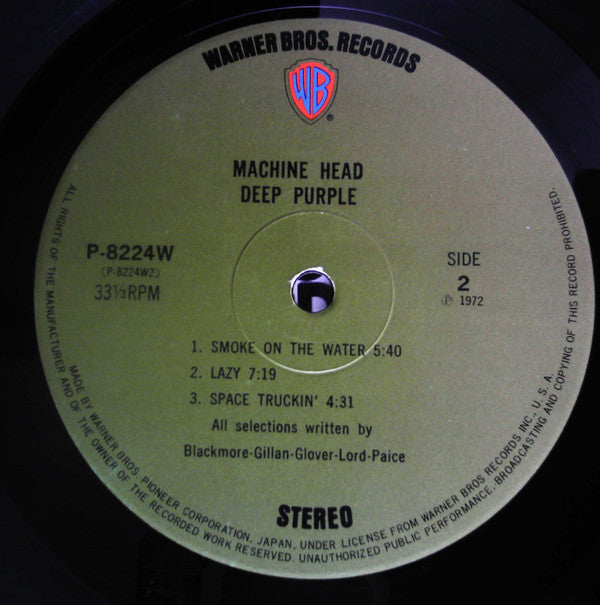 WARNER BROS. RECORDS
WB
®
MACHINE HEAD
DEEP PURPLE
P-8224W
(P-8224W2)
33⅓RPM
SIDE
2
℗ 1972
1. SMOKE ON THE WATER 5:40
2. LAZY 7:19
3. SPACE TRUCKIN' 4:31
All selections written by
Blackmore-Gillan-Glover-Lord-Paice
STEREO
MADE BY WARNER BROS. PIONEER CORPORATION, JAPAN, UNDER LICENSE FROM WARNER BROS RECORDS INC., U. S. A.
ALL RIGHTS OF THE MANUFACTURER AND OF THE OWNER OF THE RECORDED WORK RESERVED. UNAUTHORIZED PUBLIC PERFORMANCE, BROADCASTING AND COPYING OF THIS RECORD PROHIBITED.